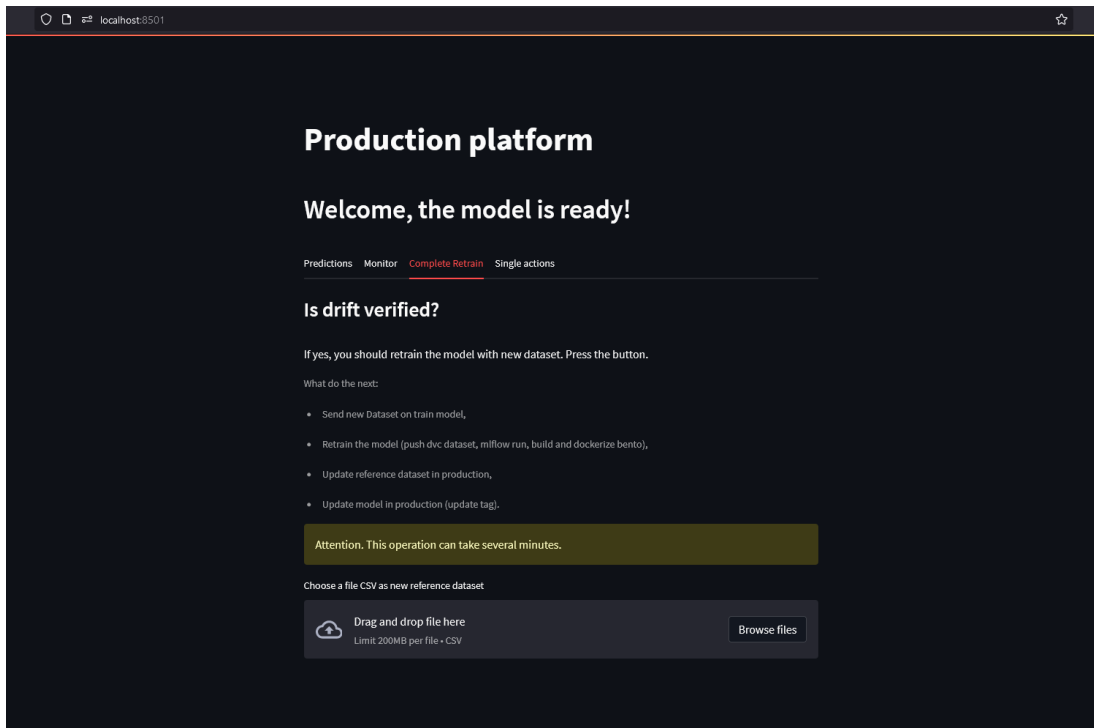 localhost:8501
Production platform
Welcome, the model is ready!
Predictions Monitor Complete Retrain Single actions
Is drift verified?
If yes, you should retrain the model with new dataset. Press the button.
What do the next:
• Send new Dataset on train model,
• Retrain the model (push dvc dataset, mlflow run, build and dockerize bento),
• Update reference dataset in production,
• Update model in production (update tag).
Attention. This operation can take several minutes.
Choose a file CSV as new reference dataset
Drag and drop file here
Limit 200MB per file • CSV
Browse files